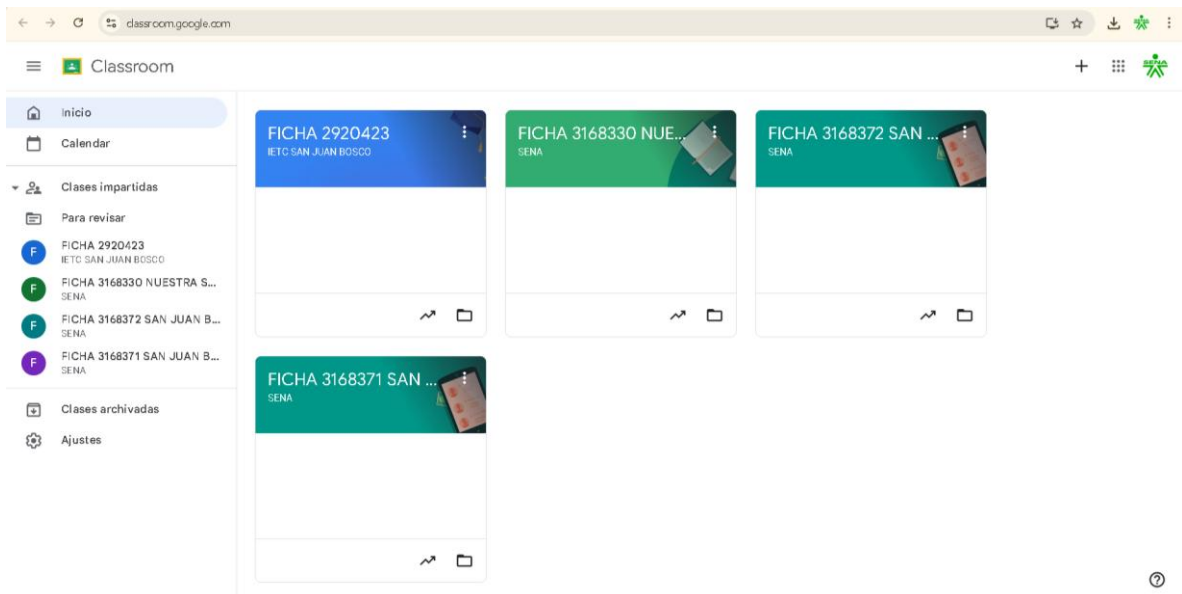 classroom.google.com
Classroom
SENA
Inicio
Calendar
Clases impartidas
Para revisar
F
FICHA 2920423
IETC SAN JUAN BOSCO
F
FICHA 3168330 NUESTRA S...
SENA
F
FICHA 3168372 SAN JUAN B...
SENA
F
FICHA 3168371 SAN JUAN B...
SENA
Clases archivadas
Ajustes
FICHA 2920423
IETC SAN JUAN BOSCO
FICHA 3168330 NUE...
SENA
FICHA 3168372 SAN ...
SENA
FICHA 3168371 SAN ...
SENA